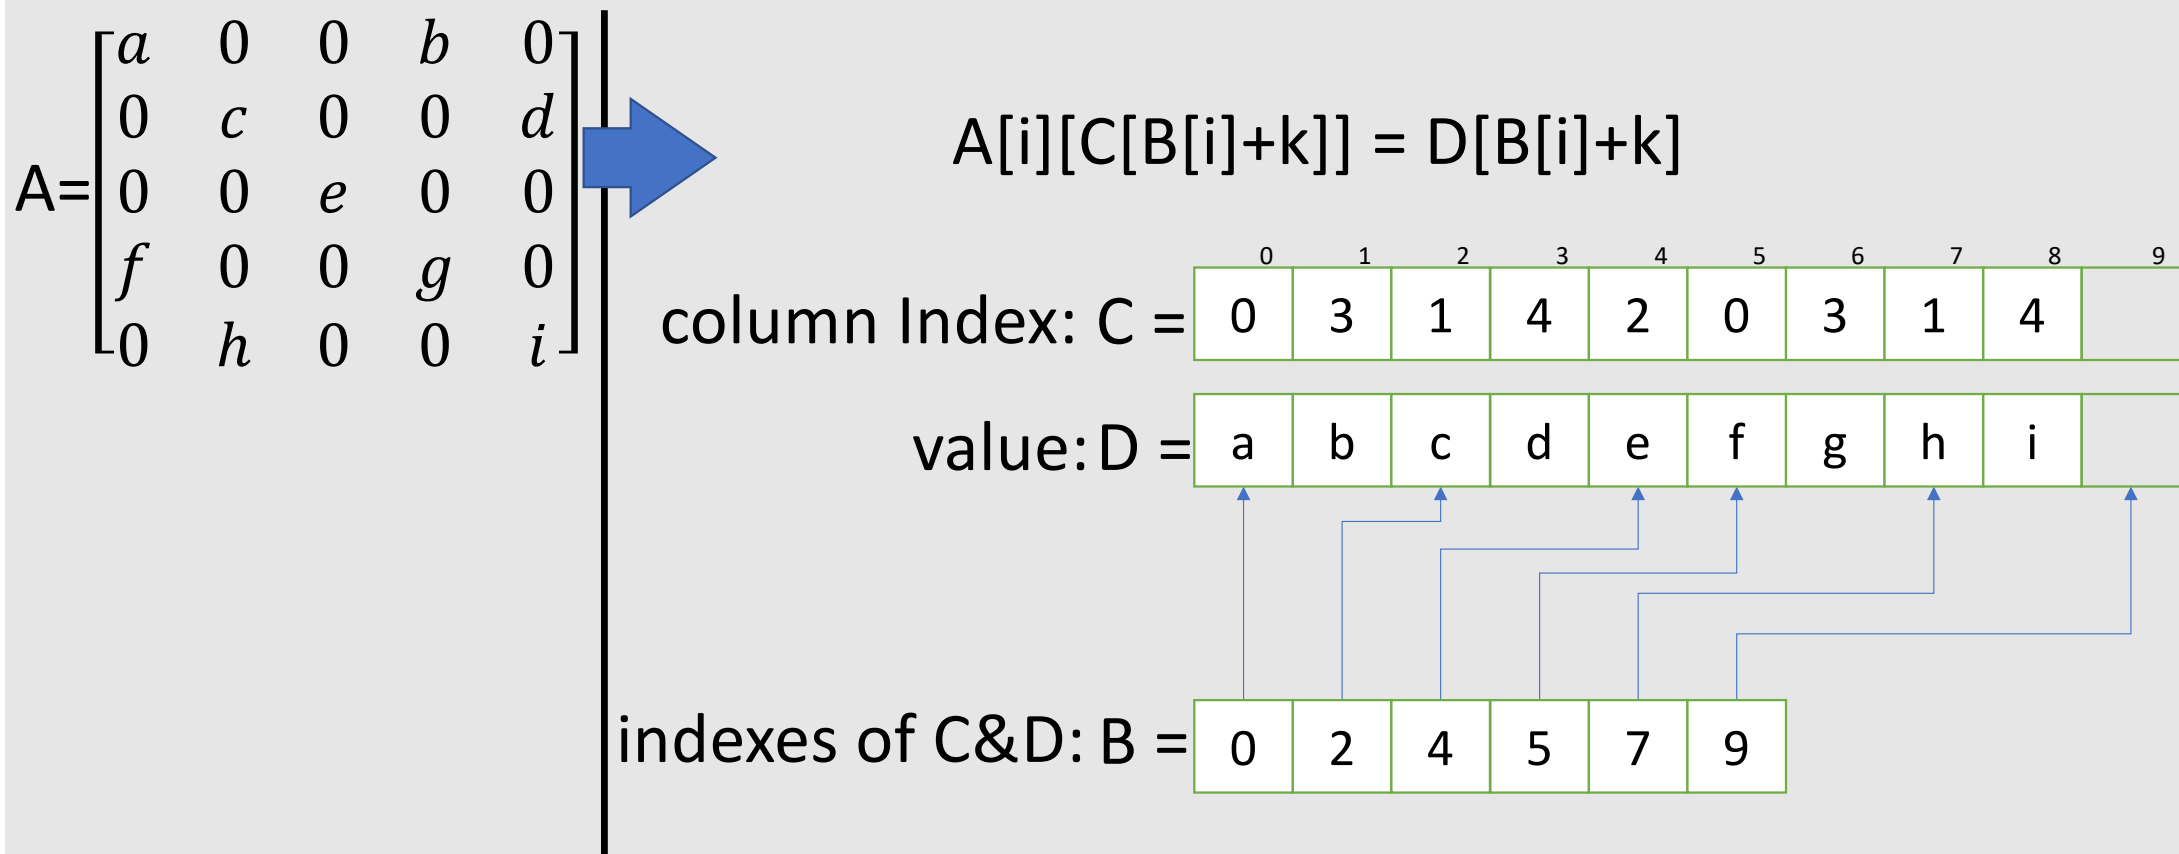 A=
a 0 0 b 0
0 c 0 0 d
0 0 e 0 0
f 0 0 g 0
0 h 0 0 i
A[i][C[B[i]+k]] = D[B[i]+k]
0 1 2 3 4 5 6 7 8 9
column Index: C = 0 3 1 4 2 0 3 1 4
value: D = a b c d e f g h i
indexes of C&D: B = 0 2 4 5 7 9